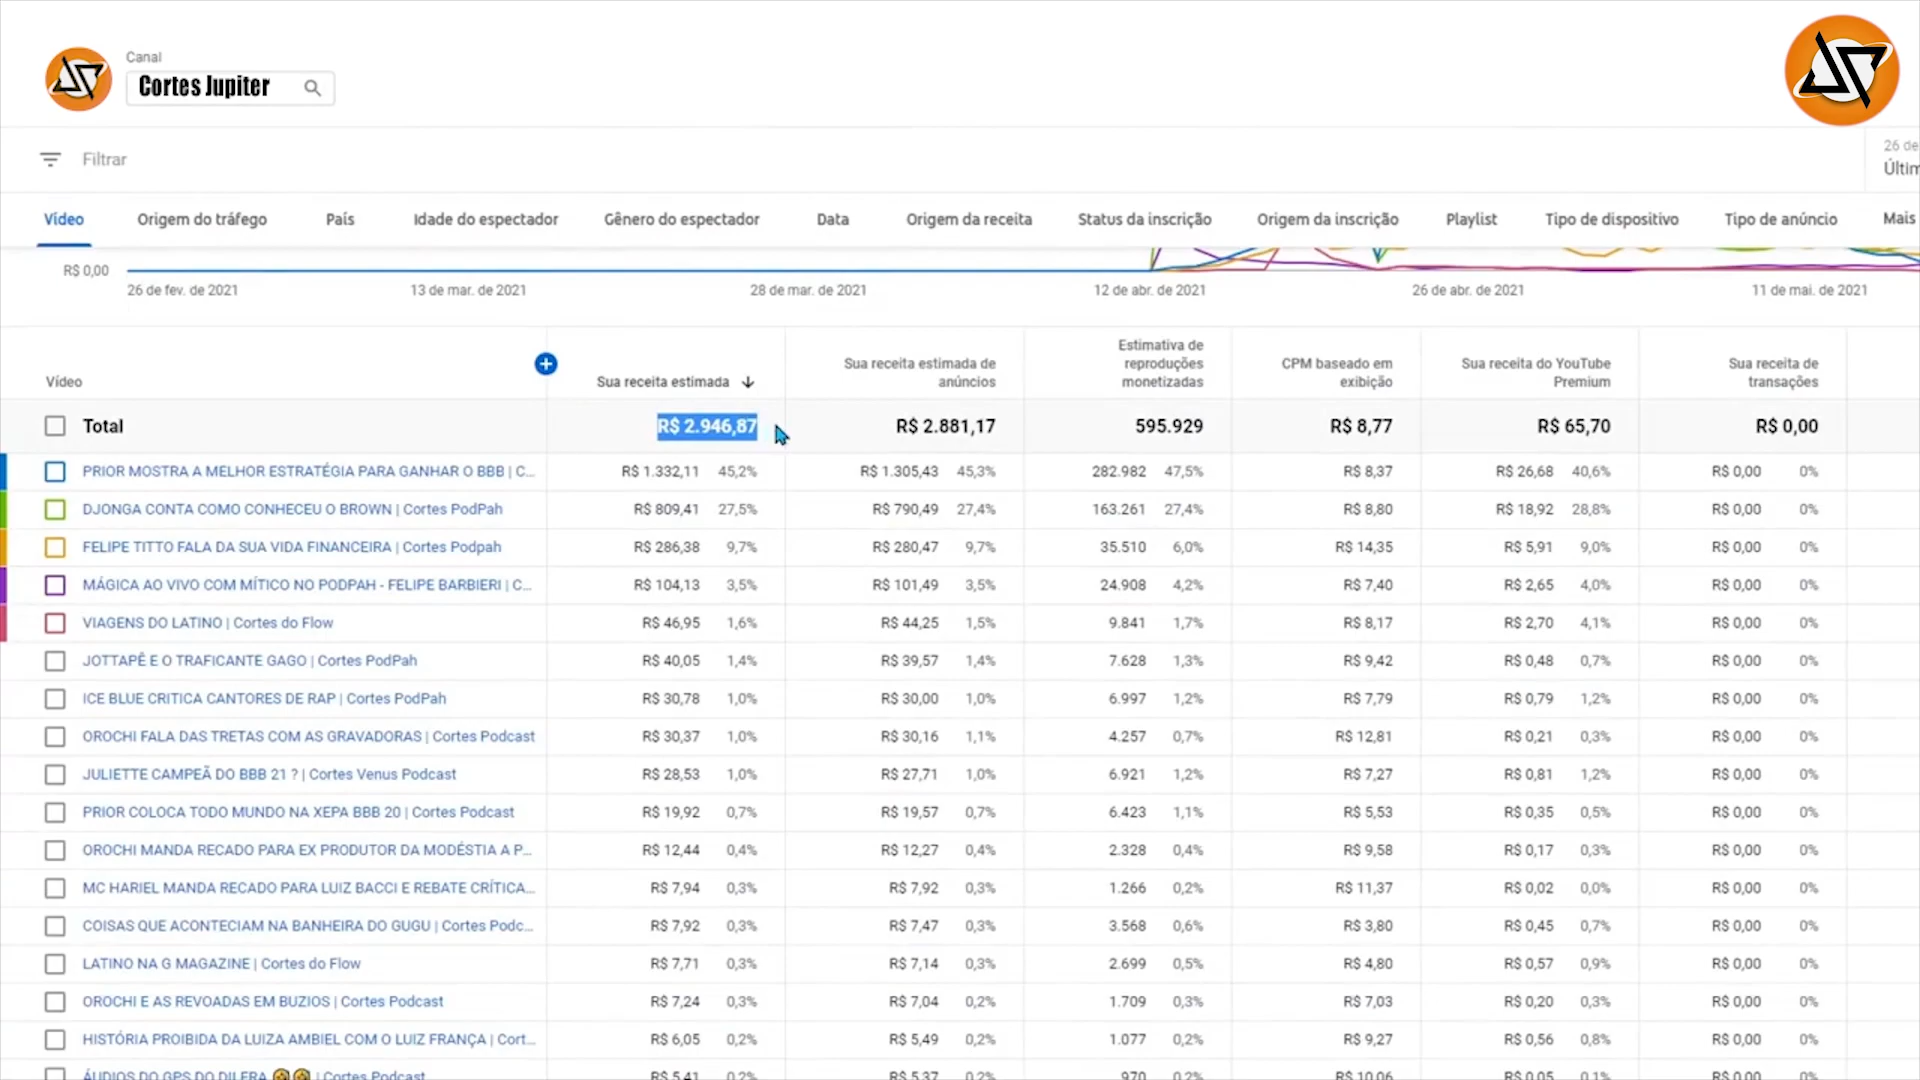 Canal
Cortes Jupiter
Filtrar
26 de
Últim
Vídeo Origem do tráfego País Idade do espectador Gênero do espectador Data Origem da receita Status da inscrição Origem da inscrição Playlist Tipo de dispositivo Tipo de anúncio Mais
R$ 0,00
26 de fev. de 2021 13 de mar. de 2021 28 de mar. de 2021 12 de abr. de 2021 26 de abr. de 2021 11 de mai. de 2021
Vídeo Sua receita estimada Sua receita estimada de anúncios Estimativa de reproduções monetizadas CPM baseado em exibição Sua receita do YouTube Premium Sua receita de transações
Total R$ 2.946,87 R$ 2.881,17 595.929 R$ 8,77 R$ 65,70 R$ 0,00
PRIOR MOSTRA A MELHOR ESTRATÉGIA PARA GANHAR O BBB | C... R$ 1.332,11 45,2% R$ 1.305,43 45,3% 282.982 47,5% R$ 8,37 R$ 26,68 40,6% R$ 0,00 0%
DJONGA CONTA COMO CONHECEU O BROWN | Cortes PodPah R$ 809,41 27,5% R$ 790,49 27,4% 163.261 27,4% R$ 8,80 R$ 18,92 28,8% R$ 0,00 0%
FELIPE TITTO FALA DA SUA VIDA FINANCEIRA | Cortes Podpah R$ 286,38 9,7% R$ 280,47 9,7% 35.510 6,0% R$ 14,35 R$ 5,91 9,0% R$ 0,00 0%
MÁGICA AO VIVO COM MÍTICO NO PODPAH - FELIPE BARBIERI | C... R$ 104,13 3,5% R$ 101,49 3,5% 24.908 4,2% R$ 7,40 R$ 2,65 4,0% R$ 0,00 0%
VIAGENS DO LATINO | Cortes do Flow R$ 46,95 1,6% R$ 44,25 1,5% 9.841 1,7% R$ 8,17 R$ 2,70 4,1% R$ 0,00 0%
JOTTAPÊ E O TRAFICANTE GAGO | Cortes PodPah R$ 40,05 1,4% R$ 39,57 1,4% 7.628 1,3% R$ 9,42 R$ 0,48 0,7% R$ 0,00 0%
ICE BLUE CRITICA CANTORES DE RAP | Cortes PodPah R$ 30,78 1,0% R$ 30,00 1,0% 6.997 1,2% R$ 7,79 R$ 0,79 1,2% R$ 0,00 0%
OROCHI FALA DAS TRETAS COM AS GRAVADORAS | Cortes Podcast R$ 30,37 1,0% R$ 30,16 1,1% 4.257 0,7% R$ 12,81 R$ 0,21 0,3% R$ 0,00 0%
JULIETTE CAMPEÃ DO BBB 21 ? | Cortes Venus Podcast R$ 28,53 1,0% R$ 27,71 1,0% 6.921 1,2% R$ 7,27 R$ 0,81 1,2% R$ 0,00 0%
PRIOR COLOCA TODO MUNDO NA XEPA BBB 20 | Cortes Podcast R$ 19,92 0,7% R$ 19,57 0,7% 6.423 1,1% R$ 5,53 R$ 0,35 0,5% R$ 0,00 0%
OROCHI MANDA RECADO PARA EX PRODUTOR DA MODÉSTIA A P... R$ 12,44 0,4% R$ 12,27 0,4% 2.328 0,4% R$ 9,58 R$ 0,17 0,3% R$ 0,00 0%
MC HARIEL MANDA RECADO PARA LUIZ BACCI E REBATE CRÍTICA... R$ 7,94 0,3% R$ 7,92 0,3% 1.266 0,2% R$ 11,37 R$ 0,02 0,0% R$ 0,00 0%
COISAS QUE ACONTECIAM NA BANHEIRA DO GUGU | Cortes Podc... R$ 7,92 0,3% R$ 7,47 0,3% 3.568 0,6% R$ 3,80 R$ 0,45 0,7% R$ 0,00 0%
LATINO NA G MAGAZINE | Cortes do Flow R$ 7,71 0,3% R$ 7,14 0,3% 2.699 0,5% R$ 4,80 R$ 0,57 0,9% R$ 0,00 0%
OROCHI E AS REVOADAS EM BUZIOS | Cortes Podcast R$ 7,24 0,3% R$ 7,04 0,2% 1.709 0,3% R$ 7,03 R$ 0,20 0,3% R$ 0,00 0%
HISTÓRIA PROIBIDA DA LUIZA AMBIEL COM O LUIZ FRANÇA | Cort... R$ 6,05 0,2% R$ 5,49 0,2% 1.077 0,2% R$ 9,27 R$ 0,56 0,8% R$ 0,00 0%
ÁUDIOS DO GPS DO DILERA | Cortes Podcast R$ 5,41 0,2% R$ 5,37 0,2% 970 0,2% R$ 10,06 R$ 0,05 0,1% R$ 0,00 0%